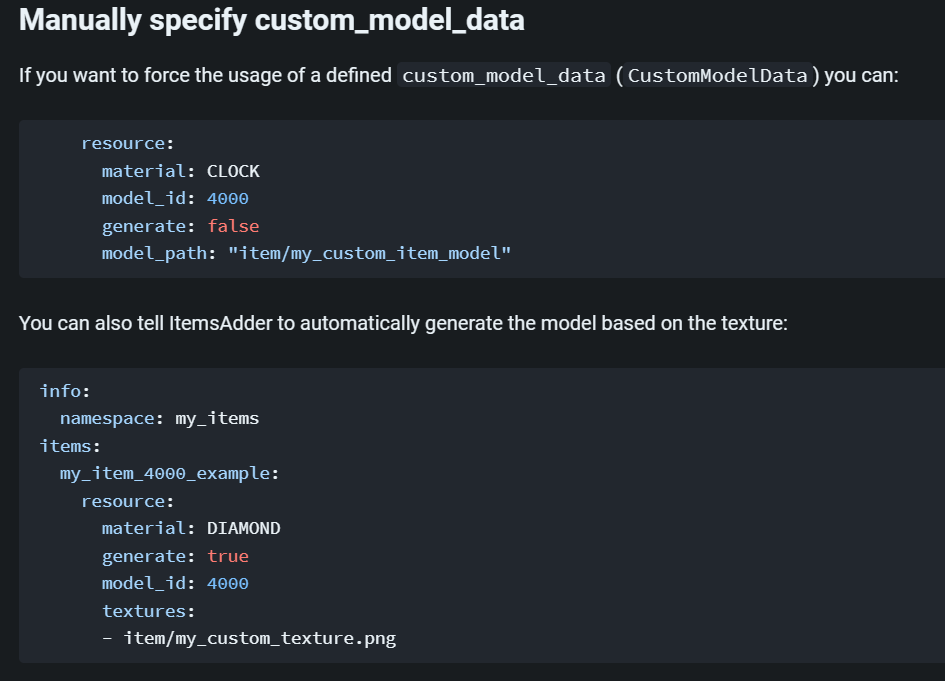 Manually specify custom_model_data
If you want to force the usage of a defined custom_model_data (CustomModelData) you can:
resource:
material: CLOCK
model_id: 4000
generate: false
model_path: "item/my_custom_item_model"
You can also tell ItemsAdder to automatically generate the model based on the texture:
info:
namespace: my_items
items:
my_item_4000_example:
resource:
material: DIAMOND
generate: true
model_id: 4000
textures:
- item/my_custom_texture.png